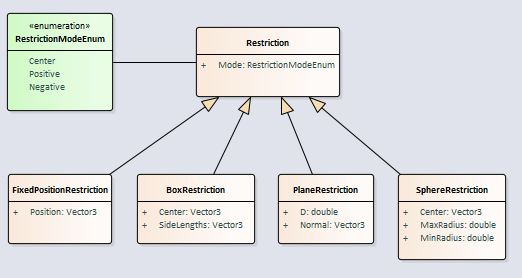 «enumeration»
RestrictionModeEnum
Center
Positive
Negative
Restriction
+ Mode: RestrictionModeEnum
FixedPositionRestriction
+ Position: Vector3
BoxRestriction
+ Center: Vector3
+ SideLengths: Vector3
PlaneRestriction
+ D: double
+ Normal: Vector3
SphereRestriction
+ Center: Vector3
+ MaxRadius: double
+ MinRadius: double